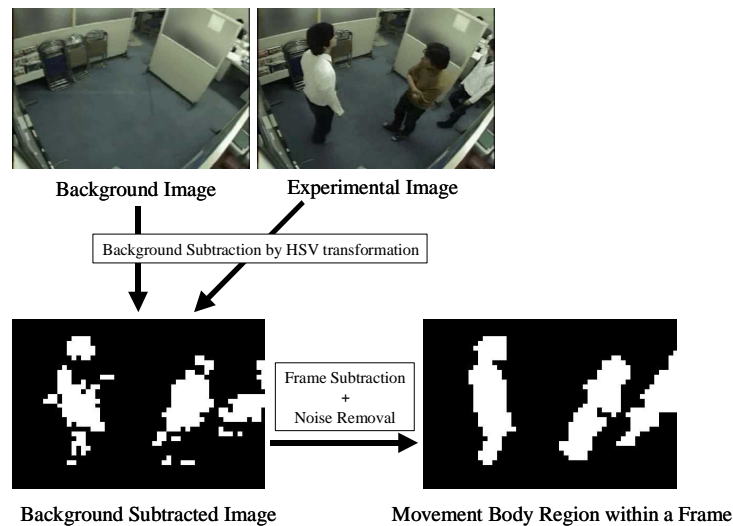 Background Image
Experimental Image
Background Subtraction by HSV transformation
Frame Subtraction
+
Noise Removal
Background Subtracted Image
Movement Body Region within a Frame